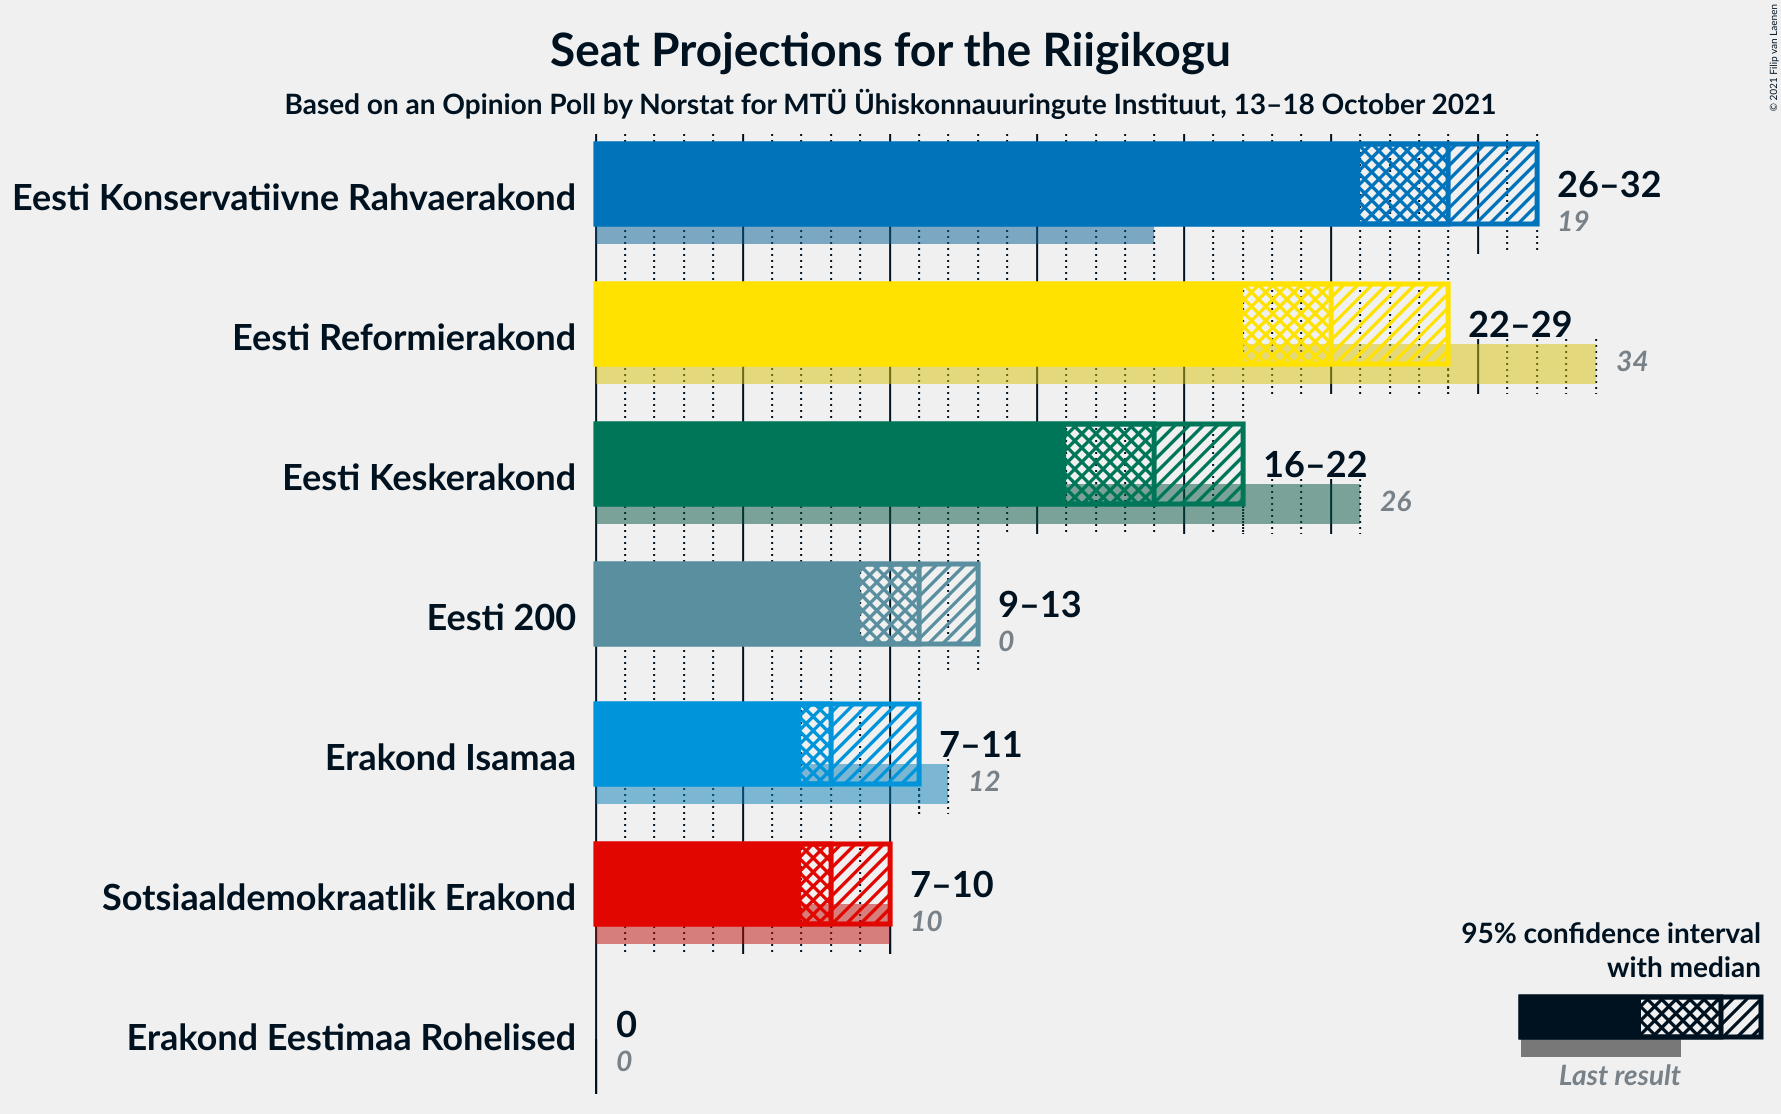 Seat Projections for the Riigikogu
Based on an Opinion Poll by Norstat for MTÜ Ühiskonnauuringute Instituut, 13–18 October 2021
© 2021 Filip van Laenen
Eesti Konservatiivne Rahvaerakond
26–32
19
Eesti Reformierakond
22–29
34
Eesti Keskerakond
16–22
26
Eesti 200
9–13
0
Erakond Isamaa
7–11
12
Sotsiaaldemokraatlik Erakond
7–10
10
Erakond Eestimaa Rohelised
0
0
95% confidence interval
with median
Last result